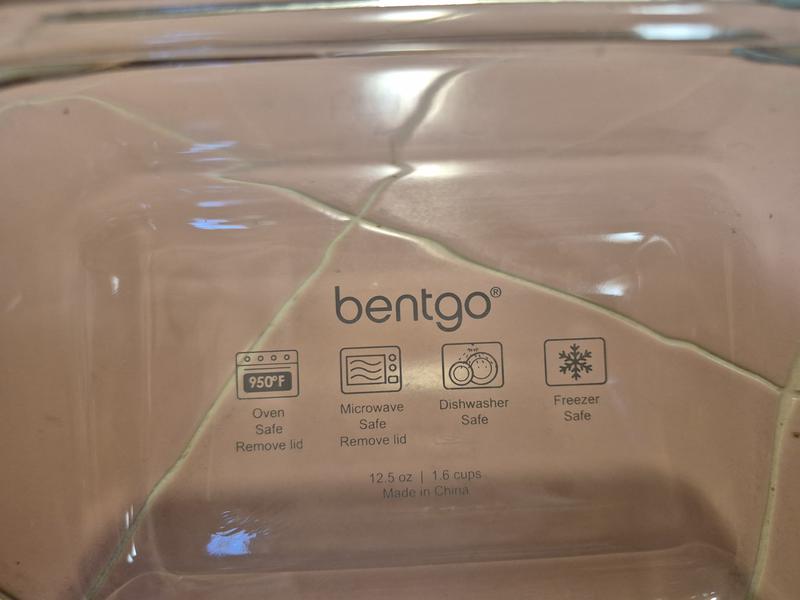 bentgo®
950°F
Oven
Safe
Remove lid
Microwave
Safe
Remove lid
Dishwasher
Safe
Freezer
Safe
12.5 oz | 1.6 cups
Made in China